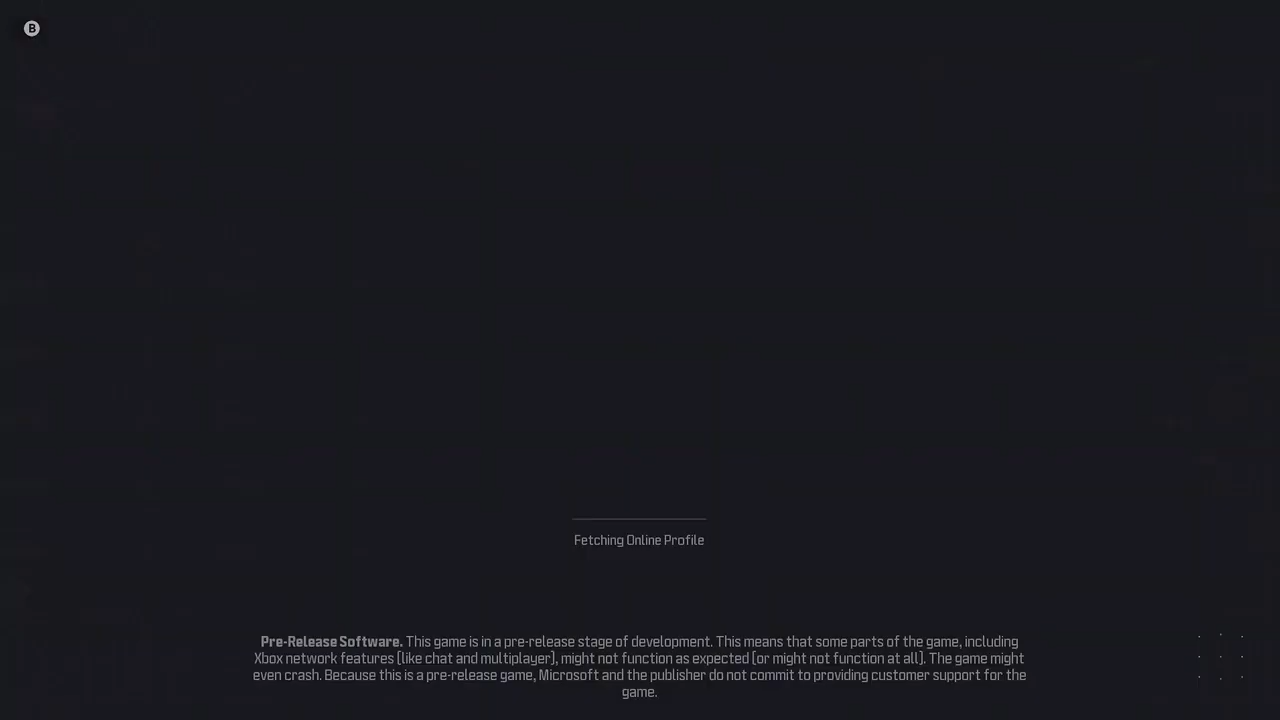 B
Fetching Online Profile
Pre-Release Software. This game is in a pre-release stage of development. This means that some parts of the game, including
Xbox network features (like chat and multiplayer), might not function as expected (or might not function at all). The game might
even crash. Because this is a pre-release game, Microsoft and the publisher do not commit to providing customer support for the
game.